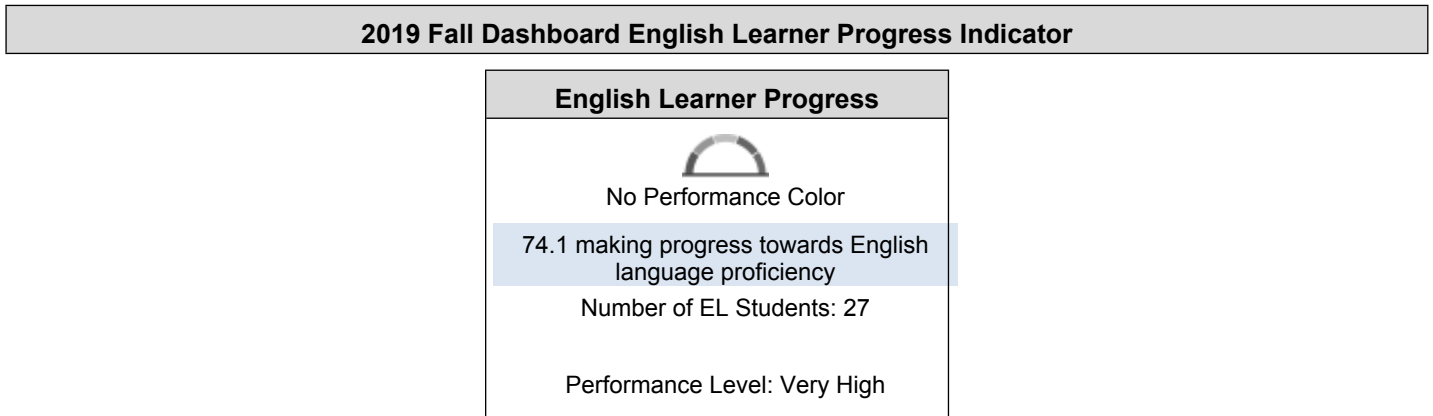 2019 Fall Dashboard English Learner Progress Indicator
English Learner Progress
No Performance Color
74.1 making progress towards English
language proficiency
Number of EL Students: 27
Performance Level: Very High